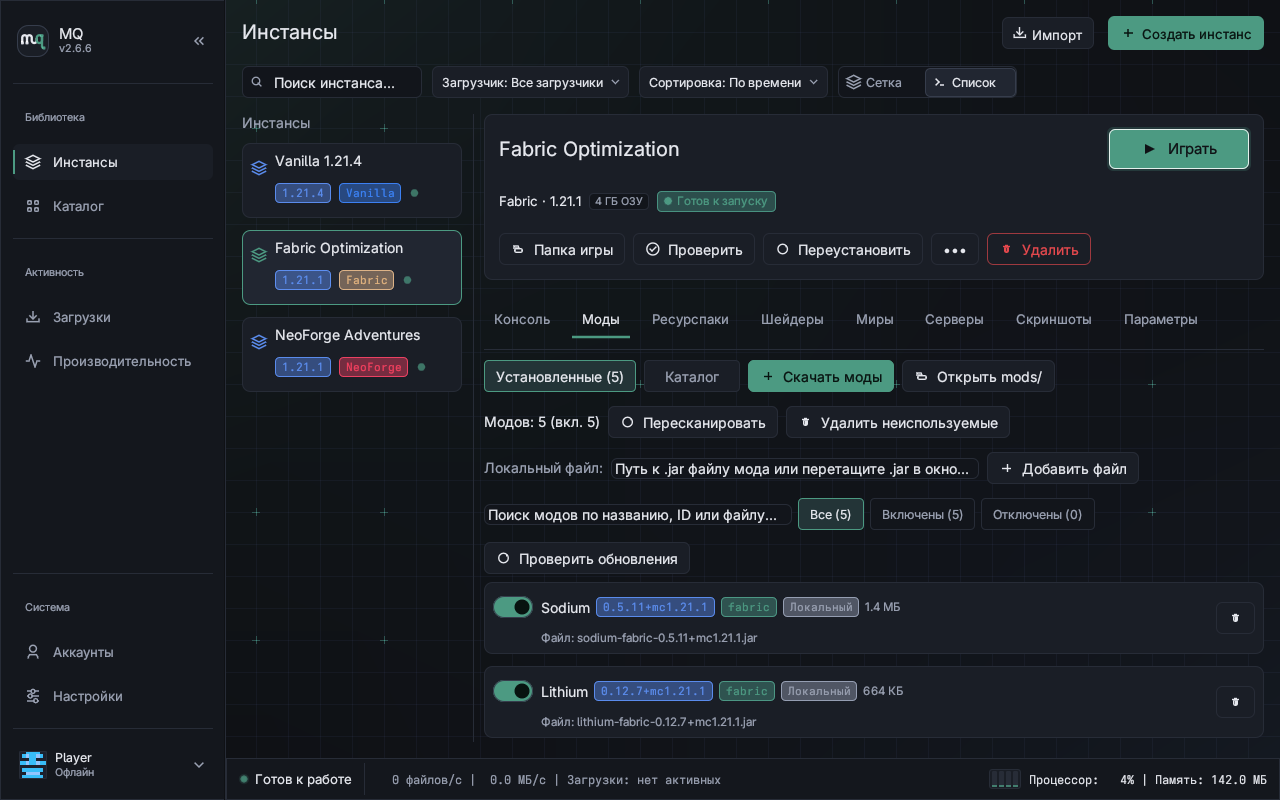 mq
MQ
v2.6.6
Библиотека
Инстансы
Каталог
Активность
Загрузки
Производительность
Система
Аккаунты
Настройки
Player
Офлайн
Инстансы
Импорт
+ Создать инстанс
Поиск инстанса...
Загрузчик: Все загрузчики
Сортировка: По времени
Сетка
Список
Инстансы
Vanilla 1.21.4
1.21.4 Vanilla
Fabric Optimization
1.21.1 Fabric
NeoForge Adventures
1.21.1 NeoForge
Fabric Optimization
Играть
Fabric · 1.21.1 4 ГБ ОЗУ Готов к запуску
Папка игры Проверить Переустановить ••• Удалить
Консоль Моды Ресурспаки Шейдеры Миры Серверы Скриншоты Параметры
Установленные (5) Каталог + Скачать моды Открыть mods/
Модов: 5 (вкл. 5) Пересканировать Удалить неиспользуемые
Локальный файл: Путь к .jar файлу мода или перетащите .jar в окно... + Добавить файл
Поиск модов по названию, ID или файлу... Все (5) Включены (5) Отключены (0)
Проверить обновления
Sodium 0.5.11+mc1.21.1 fabric Локальный 1.4 МБ
Файл: sodium-fabric-0.5.11+mc1.21.1.jar
Lithium 0.12.7+mc1.21.1 fabric Локальный 664 КБ
Файл: lithium-fabric-0.12.7+mc1.21.1.jar
Готов к работе 0 файлов/с | 0.0 МБ/с | Загрузки: нет активных Процессор: 4% | Память: 142.0 МБ